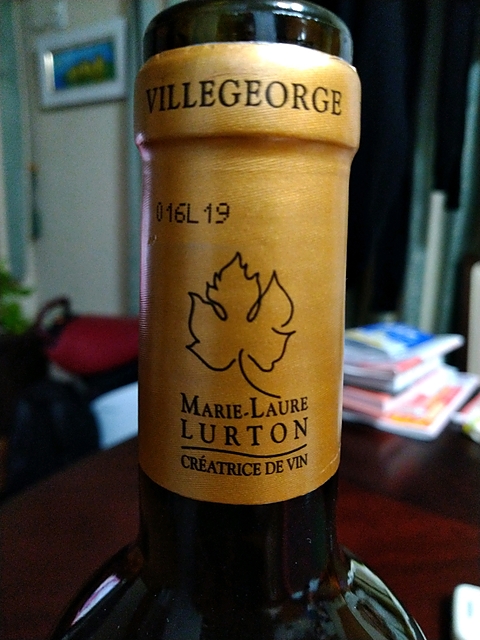 VILLEGEORGE
016L19
MARIE-LAURE
LURTON
CRÉATRICE DE VIN